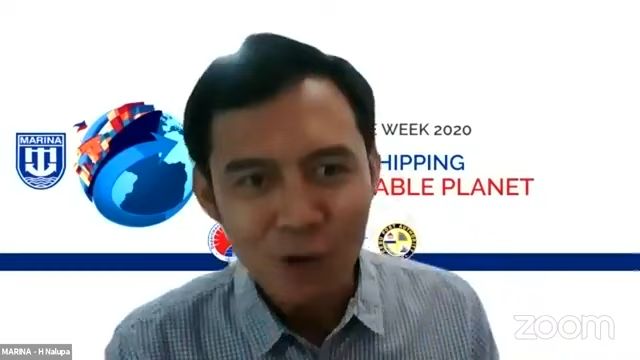 MARINA
E WEEK 2020
HIPPING
ABLE PLANET
zoom
MARINA - H Nalupa